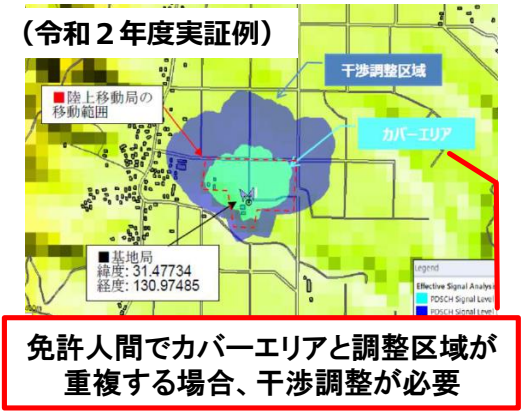 （令和２年度実証例）
干渉調整区域
■陸上移動局の
移動範囲
カバーエリア
■基地局
緯度: 31.47734
経度: 130.97485
Legend
Effective Signal Analysis
PDSCH Signal Level
PDSCH Signal Level
免許人間でカバーエリアと調整区域が
重複する場合、干渉調整が必要